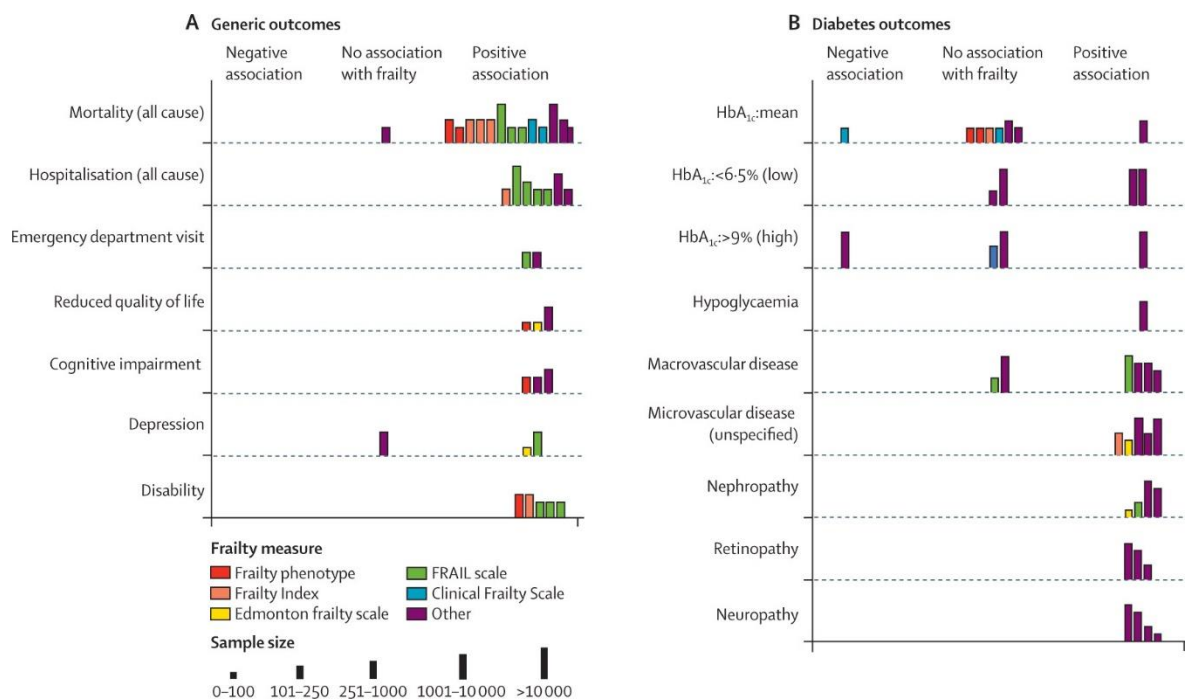 A Generic outcomes
Negative association
No association with frailty
Positive association
Mortality (all cause)
Hospitalisation (all cause)
Emergency department visit
Reduced quality of life
Cognitive impairment
Depression
Disability
Frailty measure
Frailty phenotype
Frailty Index
Edmonton frailty scale
FRAIL scale
Clinical Frailty Scale
Other
Sample size
0–100 101–250 251–1000 1001–10 000 >10 000
B Diabetes outcomes
Negative association
No association with frailty
Positive association
HbA1c:mean
HbA1c:<6·5% (low)
HbA1c:>9% (high)
Hypoglycaemia
Macrovascular disease
Microvascular disease
(unspecified)
Nephropathy
Retinopathy
Neuropathy